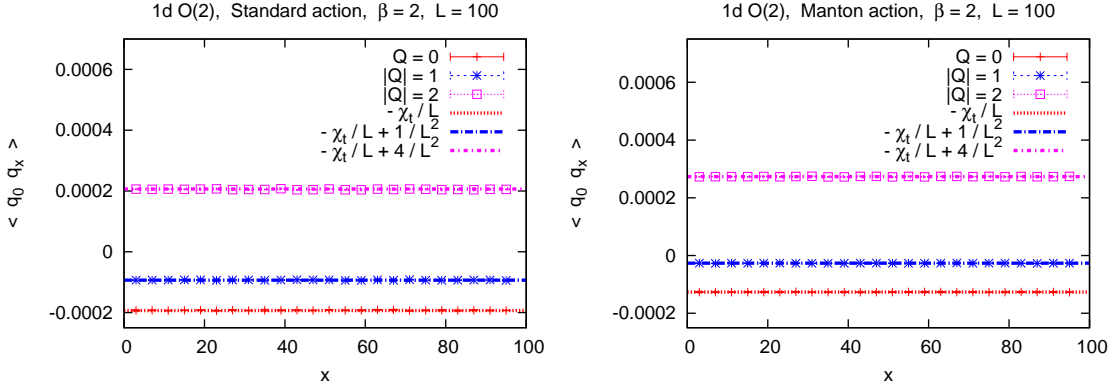 1d O(2), Standard action, β = 2, L = 100
0.0006
0.0004
0.0002
0
-0.0002
< q0 qx >
0
20
40
60
80
100
x
Q = 0
|Q| = 1
|Q| = 2
- χt / L
- χt / L + 1 / L²
- χt / L + 4 / L²
1d O(2), Manton action, β = 2, L = 100
0.0006
0.0004
0.0002
0
-0.0002
< q0 qx >
0
20
40
60
80
100
x
Q = 0
|Q| = 1
|Q| = 2
- χt / L
- χt / L + 1 / L²
- χt / L + 4 / L²